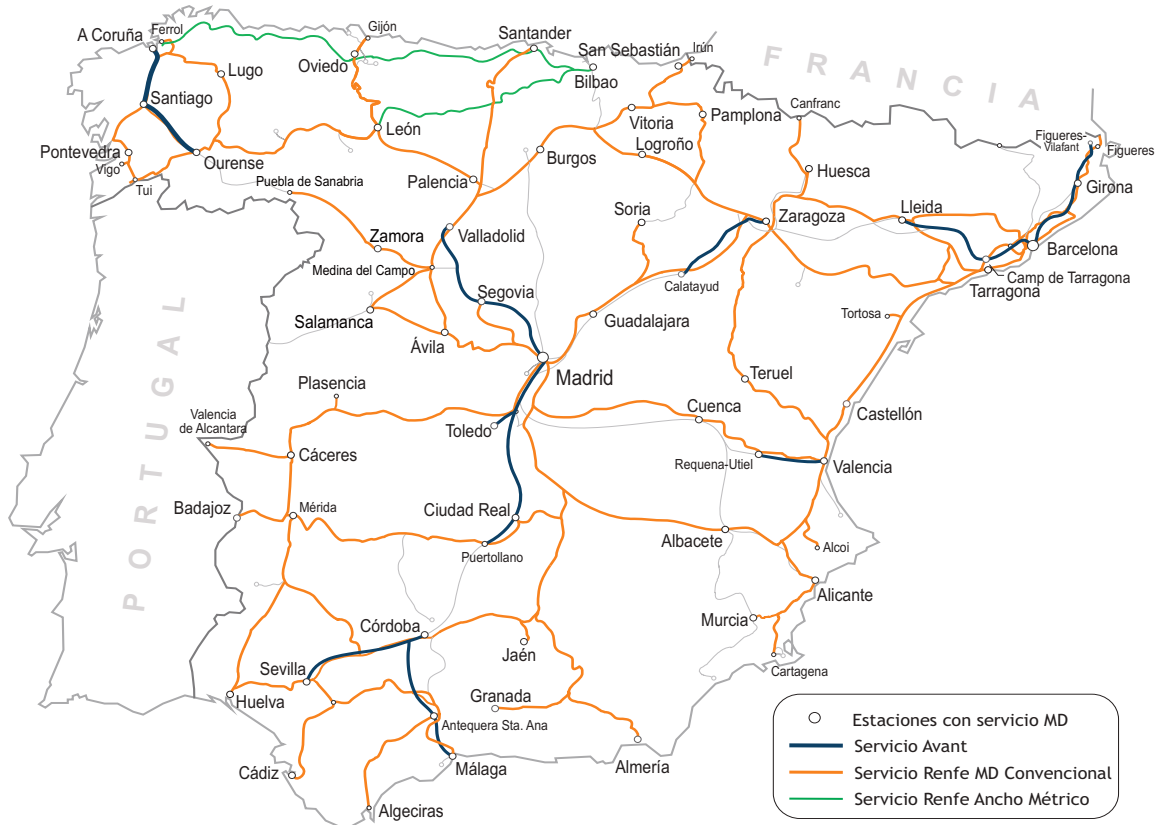 A Coruña
Ferrol
Gijón
Santander
San Sebastián
Irún
FRANCIA
Oviedo
Bilbao
Lugo
Santiago
León
Vitoria
Pamplona
Canfranc
Logroño
Figueres-
Vilafant
Figueres
Pontevedra
Vigo
Ourense
Burgos
Huesca
Tui
Puebla de Sanabria
Palencia
Girona
Soria
Zaragoza
Lleida
Zamora
Valladolid
Barcelona
Medina del Campo
Calatayud
Camp de Tarragona
Tarragona
Segovia
Salamanca
Guadalajara
Tortosa
Ávila
PORTUGAL
Madrid
Teruel
Plasencia
Castellón
Valencia
de Alcantara
Toledo
Cuenca
Cáceres
Requena-Utiel
Valencia
Badajoz
Mérida
Ciudad Real
Albacete
Alcoi
Puertollano
Alicante
Murcia
Córdoba
Jaén
Cartagena
Sevilla
Huelva
Granada
Antequera Sta. Ana
Almería
Cádiz
Málaga
Algeciras
Estaciones con servicio MD
Servicio Avant
Servicio Renfe MD Convencional
Servicio Renfe Ancho Métrico